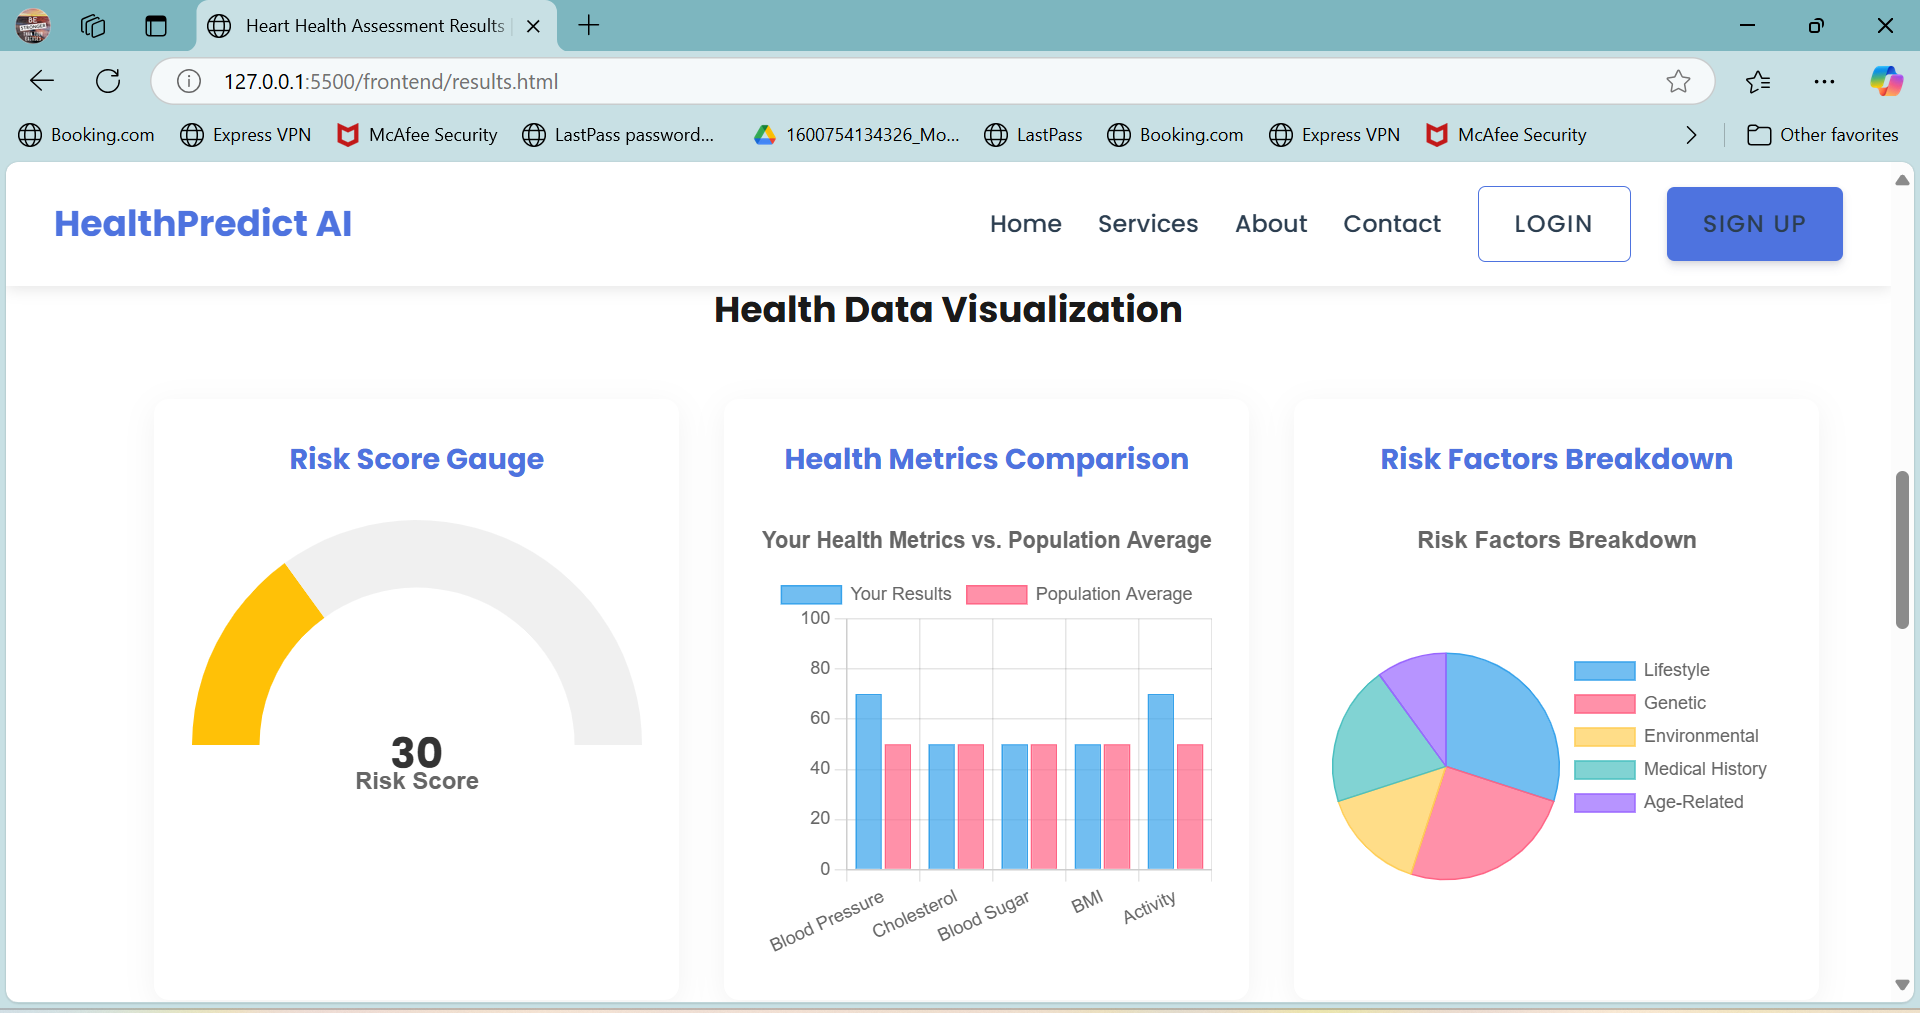 Heart Health Assessment Results
127.0.0.1:5500/frontend/results.html
Booking.com Express VPN McAfee Security LastPass password... 1600754134326_Mo... LastPass Booking.com Express VPN McAfee Security Other favorites
HealthPredict AI Home Services About Contact LOGIN SIGN UP
Health Data Visualization
Risk Score Gauge
30
Risk Score
Health Metrics Comparison
Your Health Metrics vs. Population Average
Your Results Population Average
100
80
60
40
20
0
Blood Pressure Cholesterol Blood Sugar BMI Activity
Risk Factors Breakdown
Risk Factors Breakdown
Lifestyle
Genetic
Environmental
Medical History
Age-Related